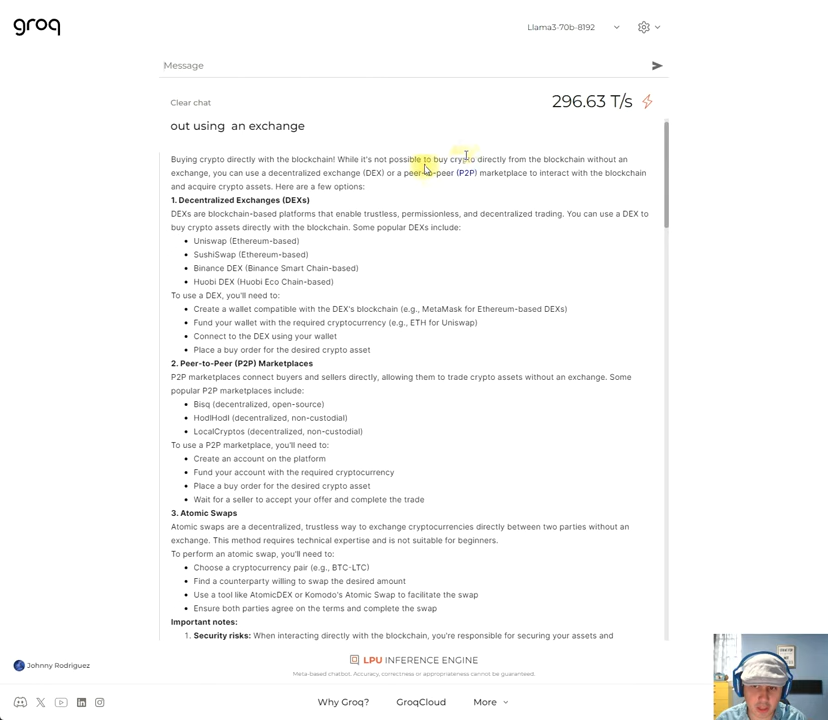 groq
Llama3-70b-8192
Message
Clear chat
296.63 T/s
out using an exchange
Buying crypto directly with the blockchain! While it's not possible to buy crypto directly from the blockchain without an
exchange, you can use a decentralized exchange (DEX) or a peer-to-peer (P2P) marketplace to interact with the blockchain
and acquire crypto assets. Here are a few options:
1. Decentralized Exchanges (DEXs)
DEXs are blockchain-based platforms that enable trustless, permissionless, and decentralized trading. You can use a DEX to
buy crypto assets directly with the blockchain. Some popular DEXs include:
• Uniswap (Ethereum-based)
• SushiSwap (Ethereum-based)
• Binance DEX (Binance Smart Chain-based)
• Huobi DEX (Huobi Eco Chain-based)
To use a DEX, you'll need to:
• Create a wallet compatible with the DEX's blockchain (e.g., MetaMask for Ethereum-based DEXs)
• Fund your wallet with the required cryptocurrency (e.g., ETH for Uniswap)
• Connect to the DEX using your wallet
• Place a buy order for the desired crypto asset
2. Peer-to-Peer (P2P) Marketplaces
P2P marketplaces connect buyers and sellers directly, allowing them to trade crypto assets without an exchange. Some
popular P2P marketplaces include:
• Bisq (decentralized, open-source)
• HodlHodl (decentralized, non-custodial)
• LocalCryptos (decentralized, non-custodial)
To use a P2P marketplace, you'll need to:
• Create an account on the platform
• Fund your account with the required cryptocurrency
• Place a buy order for the desired crypto asset
• Wait for a seller to accept your offer and complete the trade
3. Atomic Swaps
Atomic swaps are a decentralized, trustless way to exchange cryptocurrencies directly between two parties without an
exchange. This method requires technical expertise and is not suitable for beginners.
To perform an atomic swap, you'll need to:
• Choose a cryptocurrency pair (e.g., BTC-LTC)
• Find a counterparty willing to swap the desired amount
• Use a tool like AtomicDEX or Komodo's Atomic Swap to facilitate the swap
• Ensure both parties agree on the terms and complete the swap
Important notes:
1. Security risks: When interacting directly with the blockchain, you're responsible for securing your assets and
Johnny Rodriguez
LPU INFERENCE ENGINE
Meta-based chatbot. Accuracy, correctness or appropriateness cannot be guaranteed.
Why Groq?
GroqCloud
More